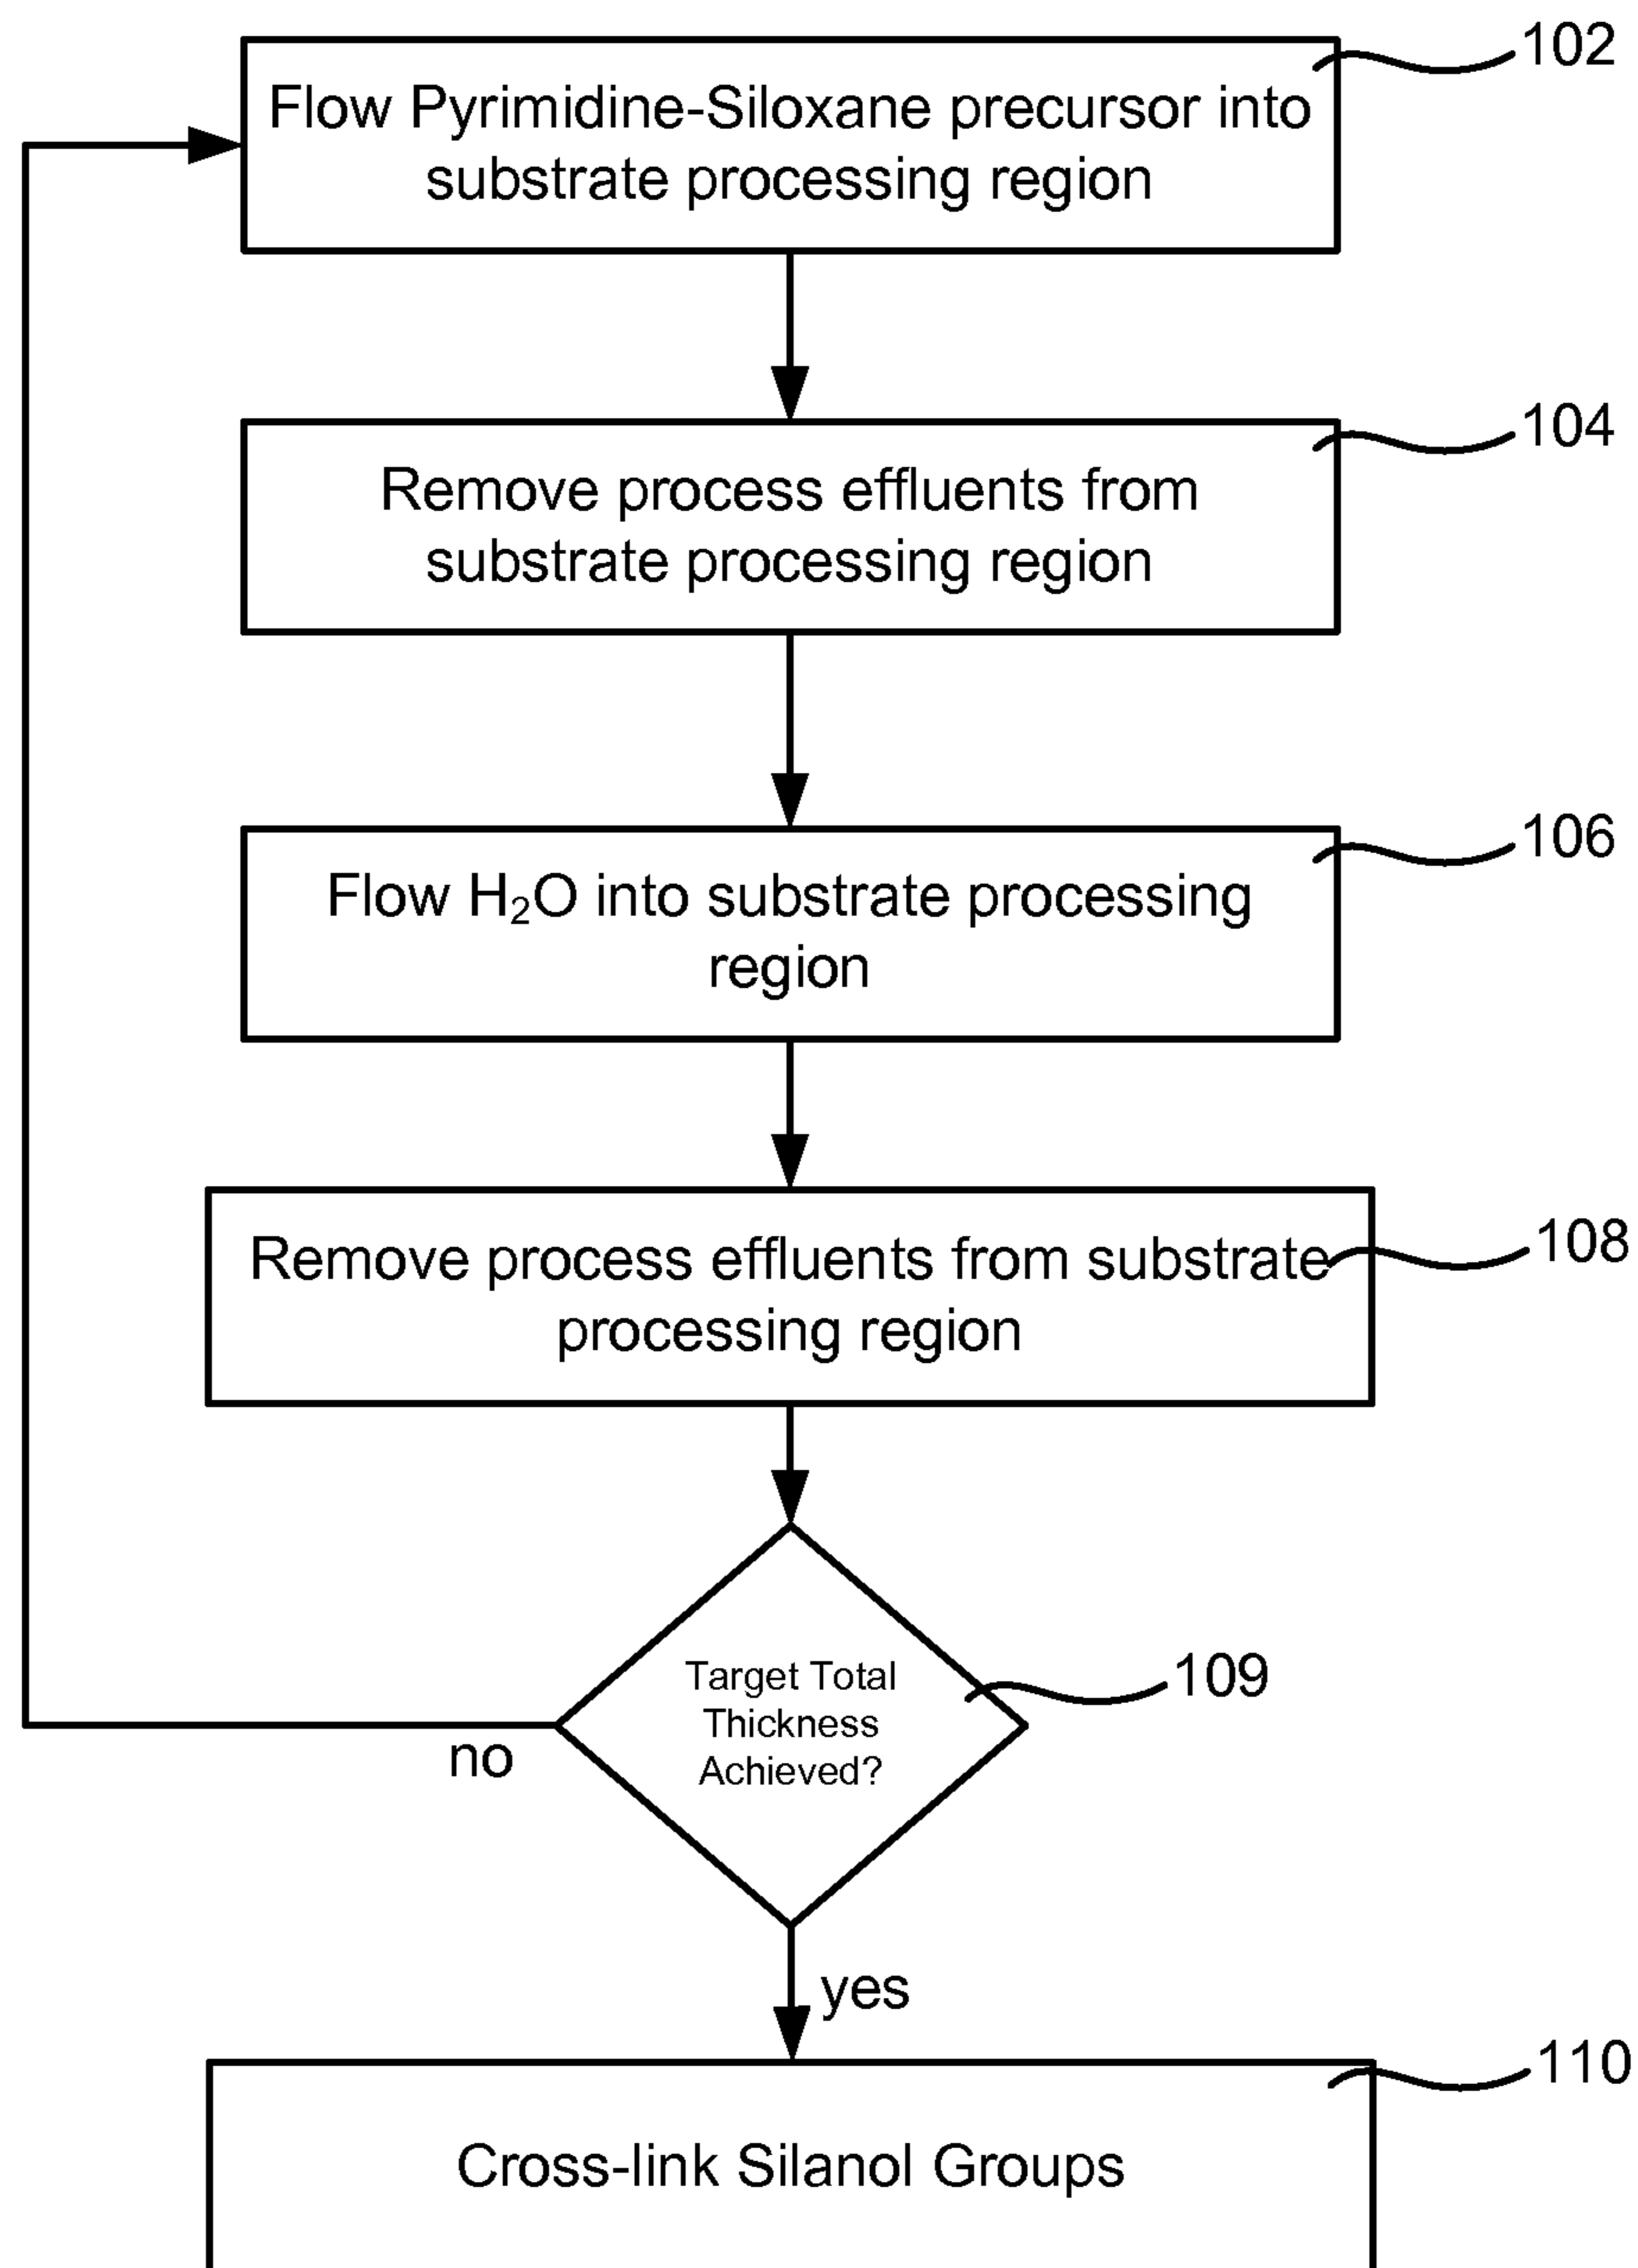 102
Flow Pyrimidine-Siloxane precursor into
substrate processing region
104
Remove process effluents from
substrate processing region
106
Flow H₂O into substrate processing
region
108
Remove process effluents from substrate
processing region
109
Target Total
Thickness
Achieved?
no
yes
110
Cross-link Silanol Groups